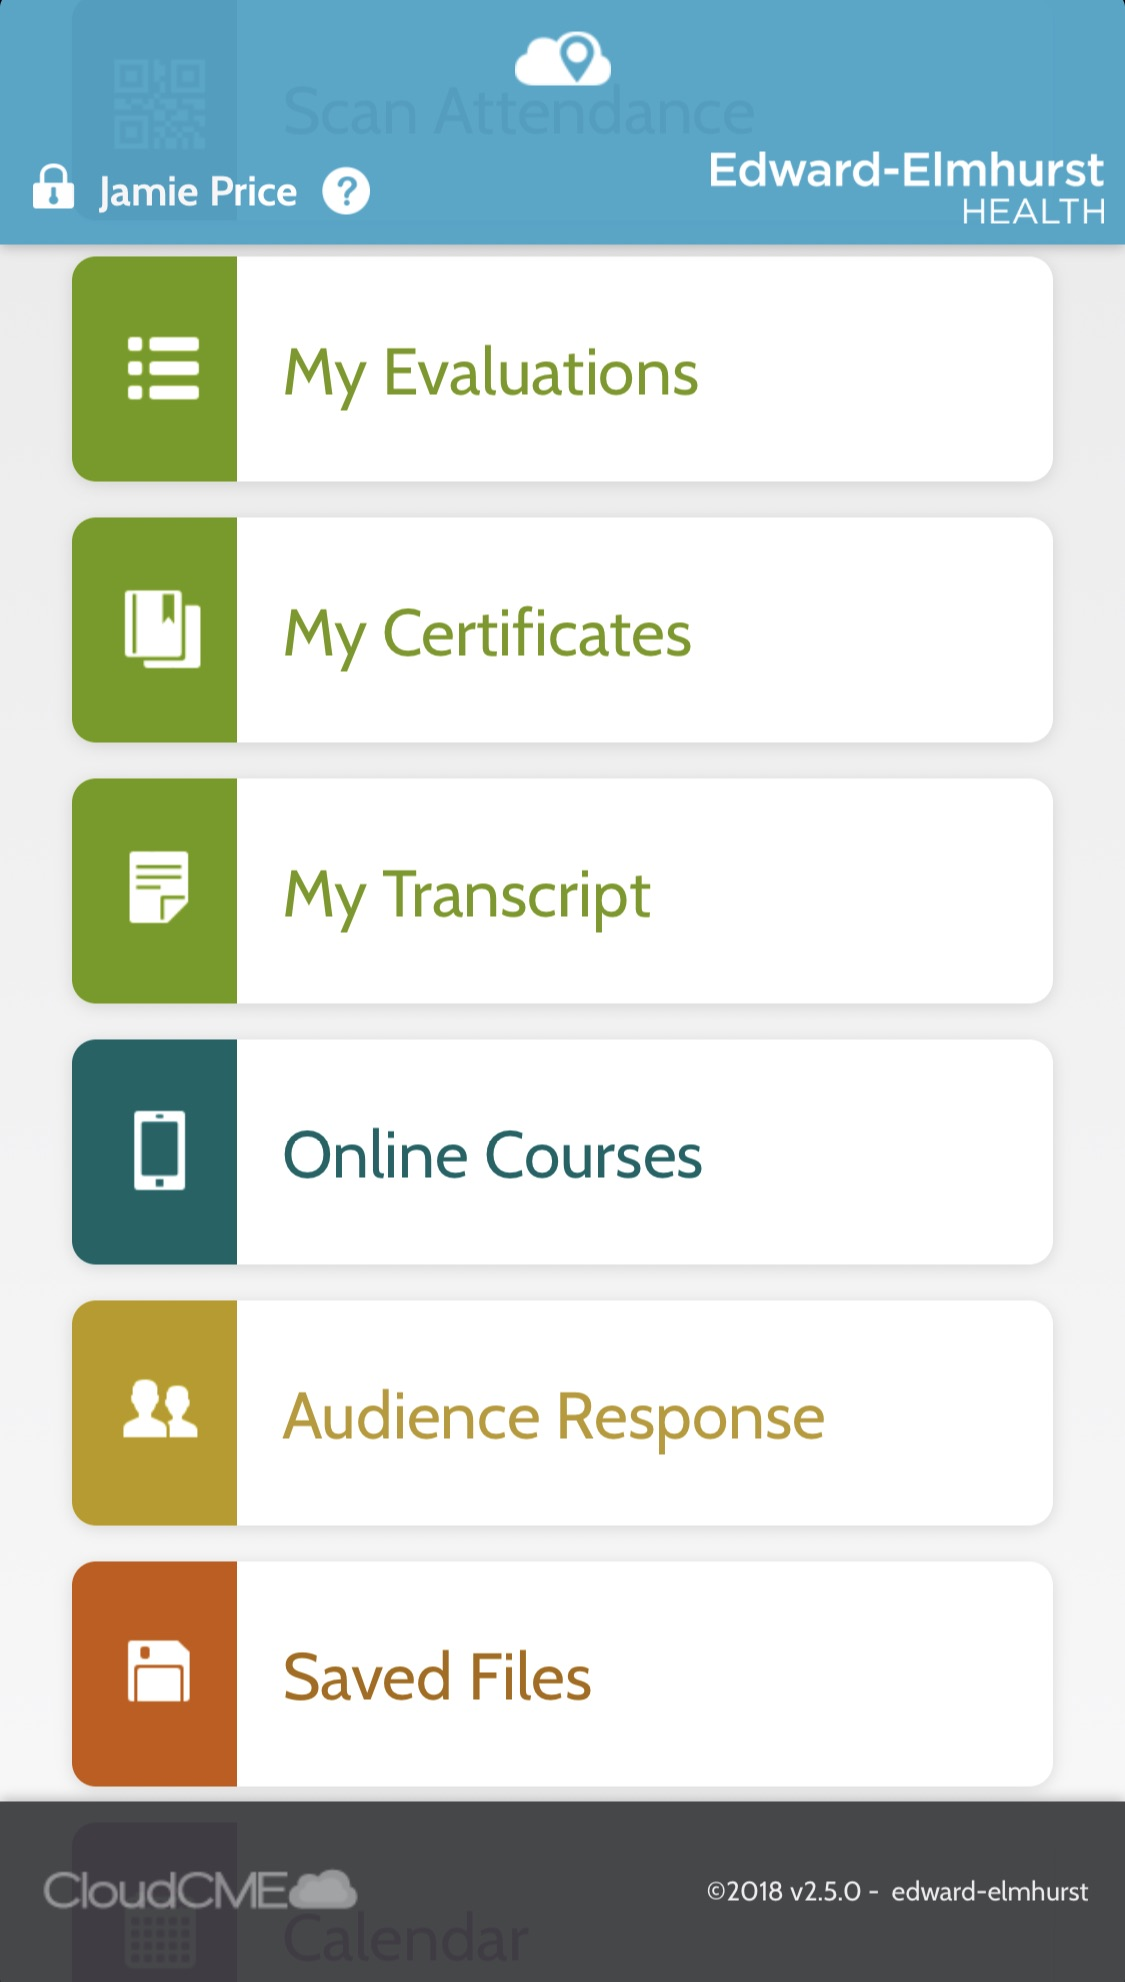 Scan Attendance
Jamie Price ?
Edward-Elmhurst
HEALTH
My Evaluations
My Certificates
My Transcript
Online Courses
Audience Response
Saved Files
CloudCME
©2018 v2.5.0 - edward-elmhurst
Calendar